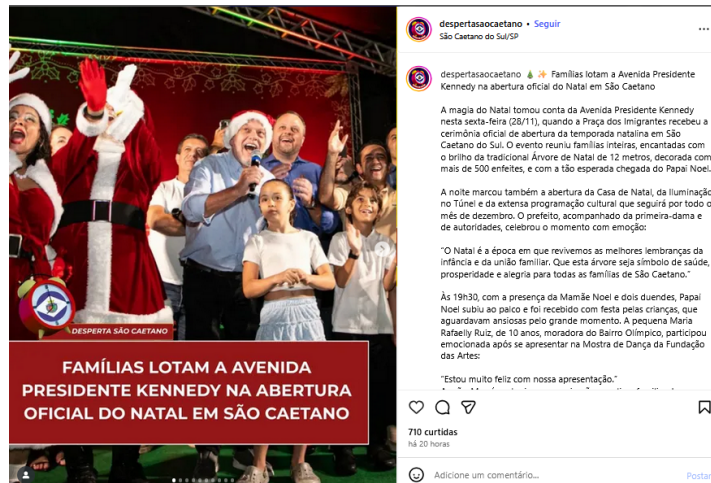 DESPERTA SÃO CAETANO
FAMÍLIAS LOTAM A AVENIDA
PRESIDENTE KENNEDY NA ABERTURA
OFICIAL DO NATAL EM SÃO CAETANO
despertasaocaetano • Seguir
São Caetano do Sul/SP
despertasaocaetano 🎄 ✨ Famílias lotam a Avenida Presidente
Kennedy na abertura oficial do Natal em São Caetano
A magia do Natal tomou conta da Avenida Presidente Kennedy
nesta sexta-feira (28/11), quando a Praça dos Imigrantes recebeu a
cerimônia oficial de abertura da temporada natalina em São
Caetano do Sul. O evento reuniu famílias inteiras, encantadas com
o brilho da tradicional Árvore de Natal de 12 metros, decorada com
mais de 500 enfeites, e com a tão esperada chegada do Papai Noel.
A noite marcou também a abertura da Casa de Natal, da Iluminação
no Túnel e da extensa programação cultural que seguirá por todo o
mês de dezembro. O prefeito, acompanhado da primeira-dama e
de autoridades, celebrou o momento com emoção:
"O Natal é a época em que revivemos as melhores lembranças da
infância e da união familiar. Que esta árvore seja símbolo de saúde,
prosperidade e alegria para todas as famílias de São Caetano."
Às 19h30, com a presença da Mamãe Noel e dois duendes, Papai
Noel subiu ao palco e foi recebido com festa pelas crianças, que
aguardavam ansiosas pelo grande momento. A pequena Maria
Rafaelly Ruiz, de 10 anos, moradora do Bairro Olímpico, participou
emocionada após se apresentar na Mostra de Dança da Fundação
das Artes:
"Estou muito feliz com nossa apresentação."
710 curtidas
há 20 horas
Adicione um comentário...
Postar